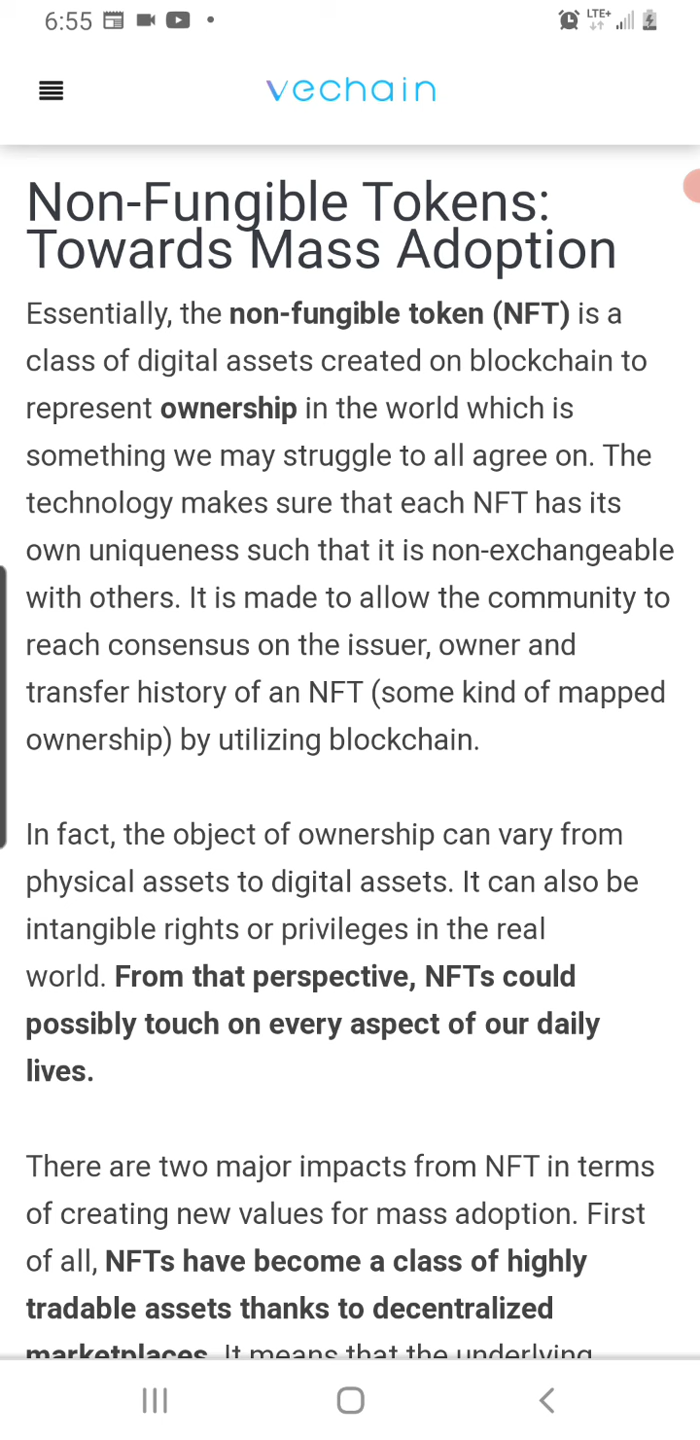 6:55
LTE+
vechain
Non-Fungible Tokens:
Towards Mass Adoption
Essentially, the non-fungible token (NFT) is a
class of digital assets created on blockchain to
represent ownership in the world which is
something we may struggle to all agree on. The
technology makes sure that each NFT has its
own uniqueness such that it is non-exchangeable
with others. It is made to allow the community to
reach consensus on the issuer, owner and
transfer history of an NFT (some kind of mapped
ownership) by utilizing blockchain.
In fact, the object of ownership can vary from
physical assets to digital assets. It can also be
intangible rights or privileges in the real
world. From that perspective, NFTs could
possibly touch on every aspect of our daily
lives.
There are two major impacts from NFT in terms
of creating new values for mass adoption. First
of all, NFTs have become a class of highly
tradable assets thanks to decentralized
marketplaces. It means that the underlying